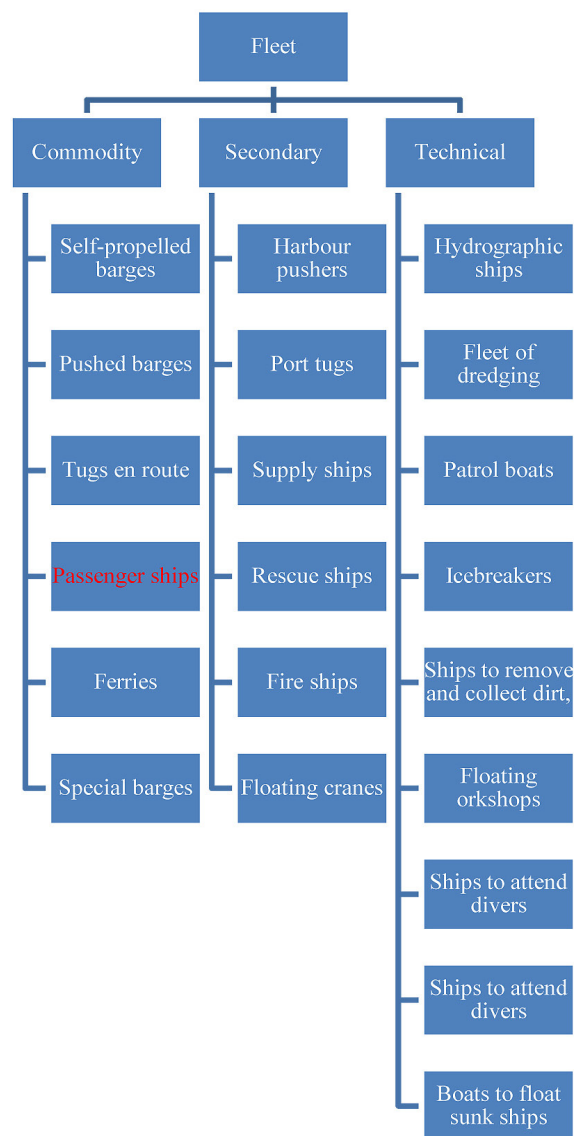 Fleet
Commodity
Self-propelled
barges
Pushed barges
Tugs en route
Passenger ships
Ferries
Special barges
Secondary
Harbour
pushers
Port tugs
Supply ships
Rescue ships
Fire ships
Floating cranes
Technical
Hydrographic
ships
Fleet of
dredging
Patrol boats
Icebreakers
Ships to remove
and collect dirt,
Floating
orkshops
Ships to attend
divers
Ships to attend
divers
Boats to float
sunk ships